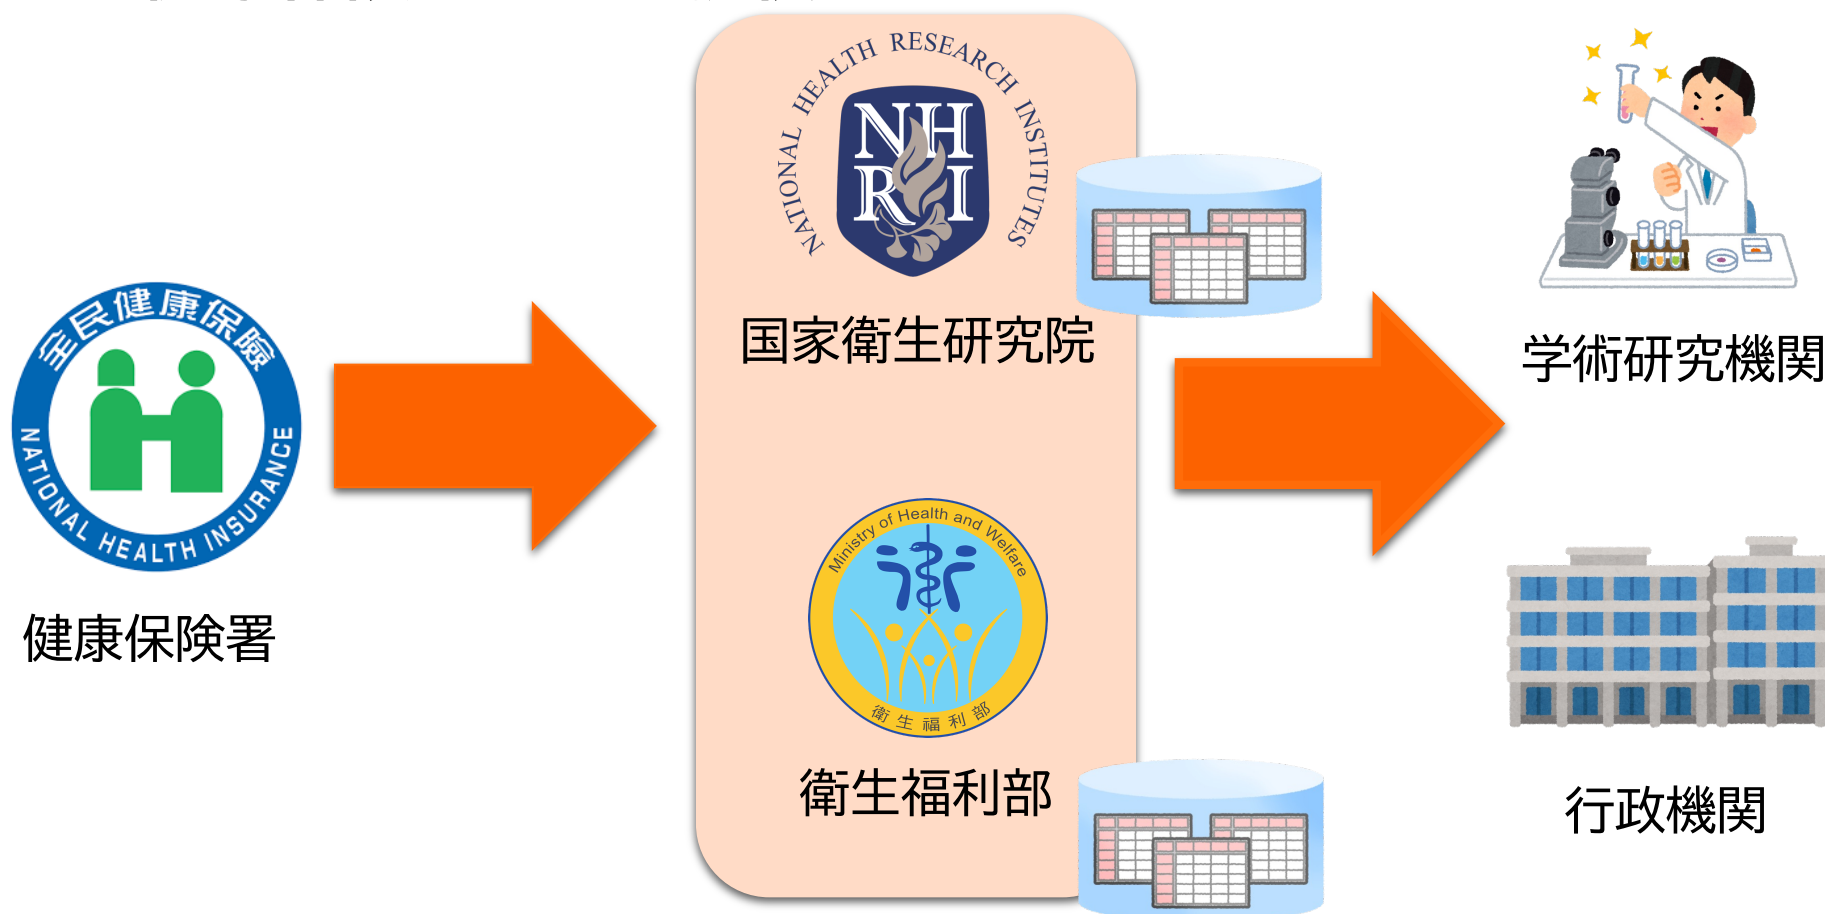 全民健康保險
NATIONAL HEALTH INSURANCE
健康保険署
NATIONAL HEALTH RESEARCH INSTITUTES
NH
RI
国家衛生研究院
Ministry of Health and Welfare
衛生福利部
衛生福利部
学術研究機関
行政機関